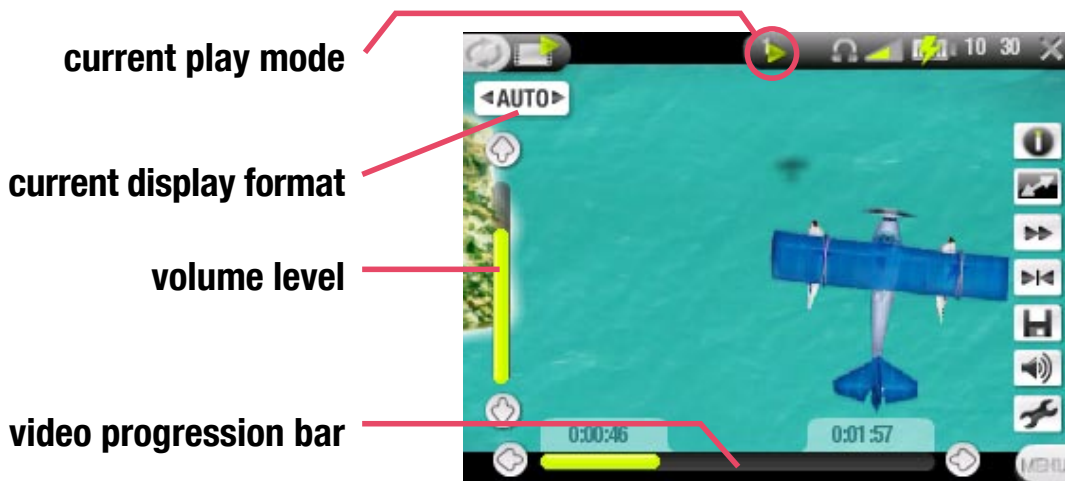 current play mode
1
10 30
◄AUTO►
current display format
volume level
video progression bar
0:00:46
0:01:57
MENU